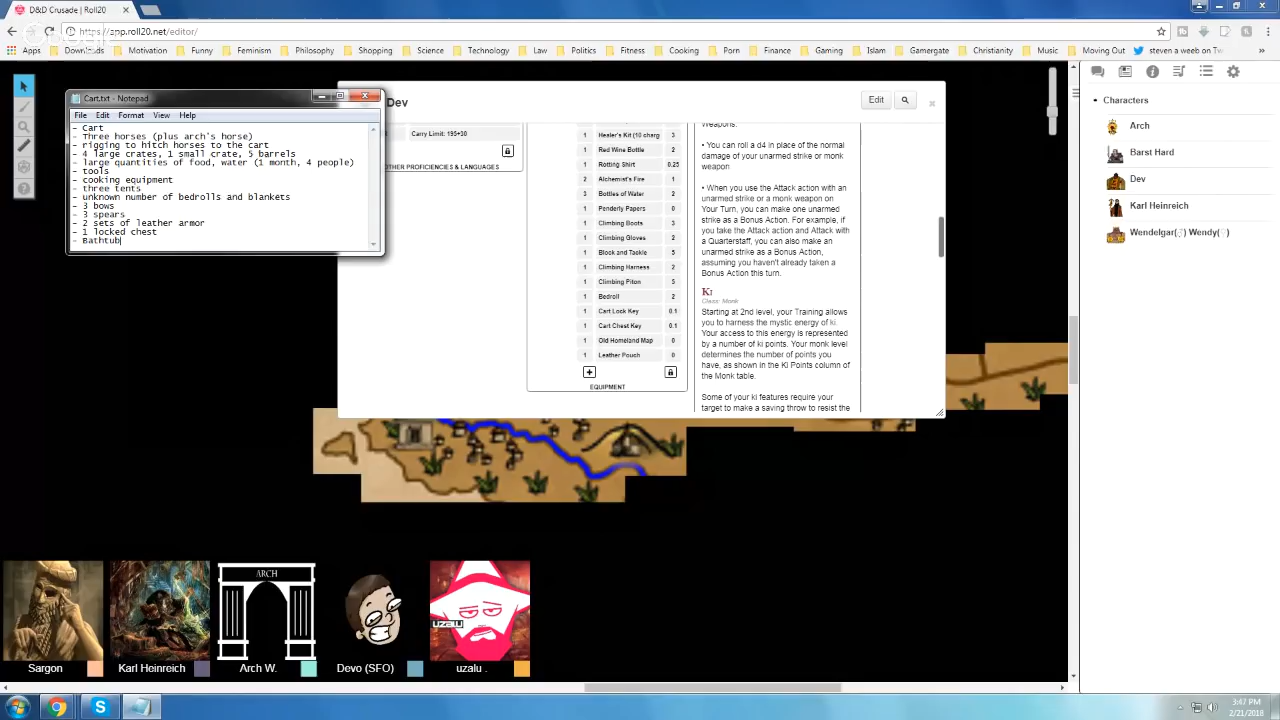 D&D Crusade | Roll20
https://app.roll20.net/editor/
Apps Downloads Motivation Funny Feminism Philosophy Shopping Science Technology Law Politics Fitness Cooking Porn Finance Gaming Islam Gamergate Christianity Music Moving Out steven a weeb on Tw
Cart.txt - Notepad
File Edit Format View Help
- Cart
- Three horses (plus arch's horse)
- rigging to hitch horses to the cart
- 4 large crates, 1 small crate, 5 barrels
- large quantities of food, water (1 month, 4 people)
- tools
- cooking equipment
- three tents
- unknown number of bedrolls and blankets
- 3 bows
- 3 spears
- 2 sets of leather armor
- 1 locked chest
- Bathtub
Dev
Edit
Carry Limit: 195+30
OTHER PROFICIENCIES & LANGUAGES
1 Healer's Kit (10 charg 3
1 Red Wine Bottle 2
1 Rotting Shirt 0.25
2 Alchemist's Fire 1
3 Bottles of Water 2
1 Penderly Papers 0
1 Climbing Boots 3
1 Climbing Gloves 2
1 Block and Tackle 5
1 Climbing Harness 2
1 Climbing Piton 5
1 Bedroll 2
1 Cart Lock Key 0.1
1 Cart Chest Key 0.1
1 Old Homeland Map 0
1 Leather Pouch 0
EQUIPMENT
Weapons.
• You can roll a d4 in place of the normal
damage of your unarmed strike or monk
weapon
• When you use the Attack action with an
unarmed strike or a monk weapon on
Your Turn, you can make one unarmed
strike as a Bonus Action. For example, if
you take the Attack action and Attack with
a Quarterstaff, you can also make an
unarmed strike as a Bonus Action,
assuming you haven't already taken a
Bonus Action this turn.
KI
Class: Monk
Starting at 2nd level, your Training allows
you to harness the mystic energy of ki.
Your access to this energy is represented
by a number of ki points. Your monk level
determines the number of points you
have, as shown in the Ki Points column of
the Monk table.
Some of your ki features require your
target to make a saving throw to resist the
Characters
Arch
Barst Hard
Dev
Karl Heinreich
Wendelgar(♂) Wendy(♀)
ARCH
UZALU
Sargon
Karl Heinreich
Arch W.
Devo (SFO)
uzalu .
3:47 PM
2/21/2018